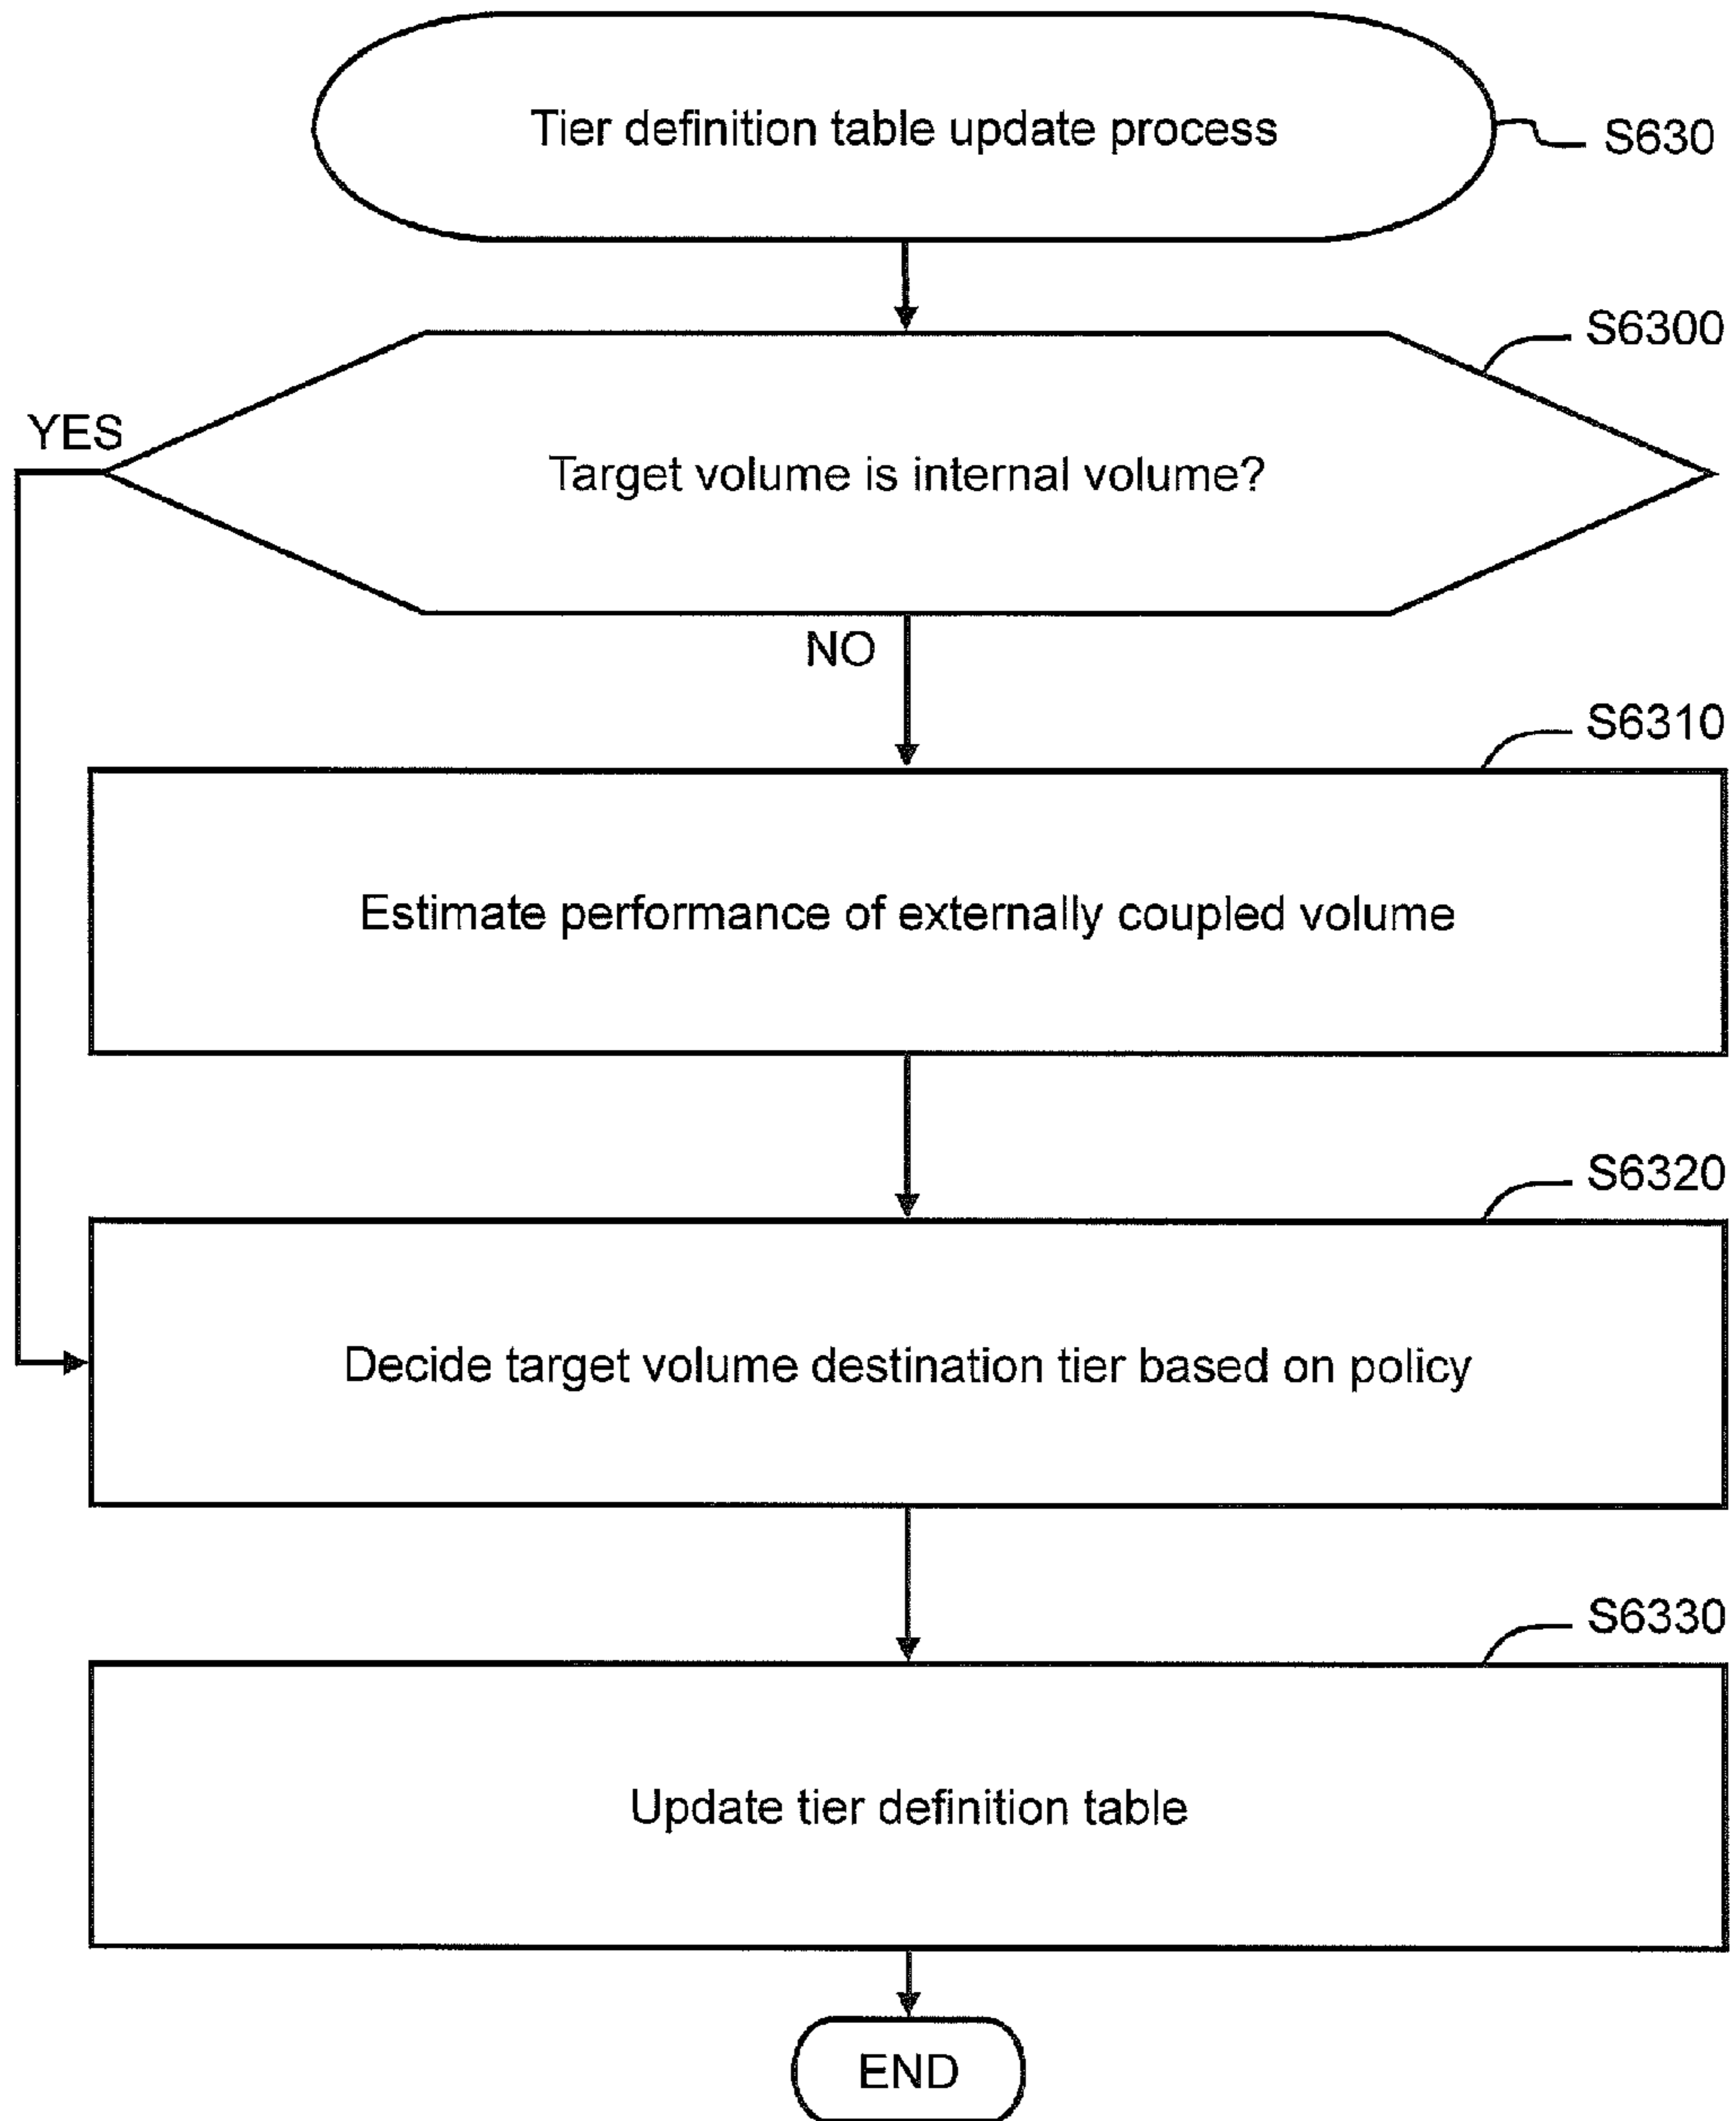 Tier definition table update process
S630
S6300
YES
Target volume is internal volume?
NO
S6310
Estimate performance of externally coupled volume
S6320
Decide target volume destination tier based on policy
S6330
Update tier definition table
END